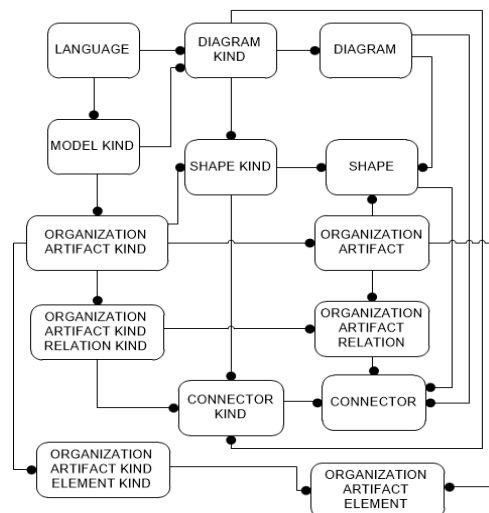 LANGUAGE
DIAGRAM
KIND
DIAGRAM
MODEL KIND
SHAPE KIND
SHAPE
ORGANIZATION
ARTIFACT KIND
ORGANIZATION
ARTIFACT
ORGANIZATION
ARTIFACT KIND
RELATION KIND
ORGANIZATION
ARTIFACT
RELATION
CONNECTOR
KIND
CONNECTOR
ORGANIZATION
ARTIFACT KIND
ELEMENT KIND
ORGANIZATION
ARTIFACT
ELEMENT